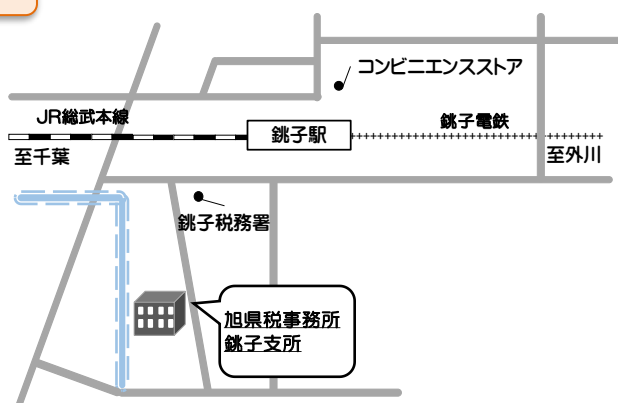 コンビニエンスストア
JR総武本線
銚子駅
銚子電鉄
至千葉
至外川
銚子税務署
旭県税事務所
銚子支所